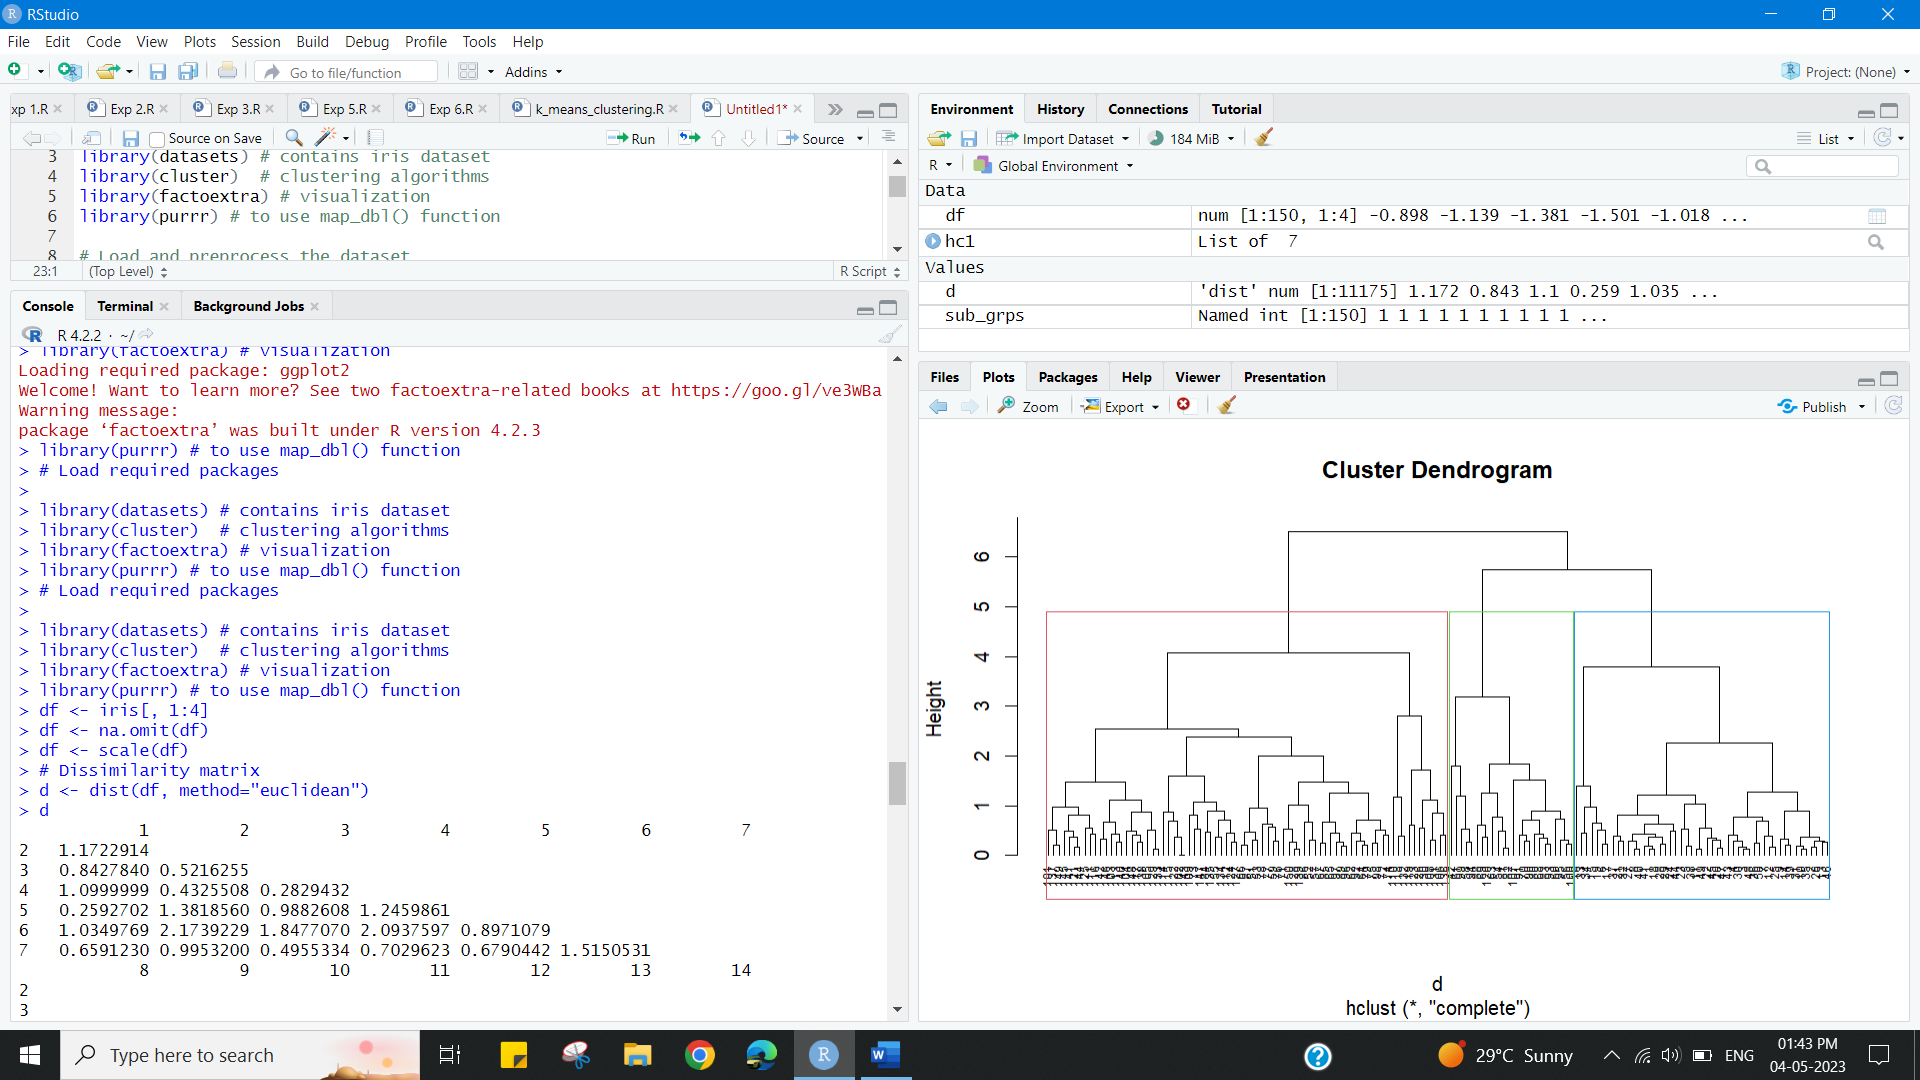 RStudio
File Edit Code View Plots Session Build Debug Profile Tools Help
Go to file/function Addins Project: (None)
xp 1.R Exp 2.R Exp 3.R Exp 5.R Exp 6.R k_means_clustering.R Untitled1*
Source on Save Run Source
3 library(datasets) # contains iris dataset
4 library(cluster)  # clustering algorithms
5 library(factoextra) # visualization
6 library(purrr) # to use map_dbl() function
7
8 # Load and preprocess the dataset
23:1 (Top Level) R Script
Console Terminal Background Jobs
R 4.2.2 · ~/
> library(factoextra) # visualization
Loading required package: ggplot2
Welcome! Want to learn more? See two factoextra-related books at https://goo.gl/ve3WBa
Warning message:
package ‘factoextra’ was built under R version 4.2.3
> library(purrr) # to use map_dbl() function
> # Load required packages
>
> library(datasets) # contains iris dataset
> library(cluster)  # clustering algorithms
> library(factoextra) # visualization
> library(purrr) # to use map_dbl() function
> # Load required packages
>
> library(datasets) # contains iris dataset
> library(cluster)  # clustering algorithms
> library(factoextra) # visualization
> library(purrr) # to use map_dbl() function
> df <- iris[, 1:4]
> df <- na.omit(df)
> df <- scale(df)
> # Dissimilarity matrix
> d <- dist(df, method="euclidean")
> d
1 2 3 4 5 6 7
2 1.1722914
3 0.8427840 0.5216255
4 1.0999999 0.4325508 0.2829432
5 0.2592702 1.3818560 0.9882608 1.2459861
6 1.0349769 2.1739229 1.8477070 2.0937597 0.8971079
7 0.6591230 0.9953200 0.4955334 0.7029623 0.6790442 1.5150531
8 9 10 11 12 13 14
2
3
Environment History Connections Tutorial
Import Dataset 184 MiB List
R Global Environment
Data
df num [1:150, 1:4] -0.898 -1.139 -1.381 -1.501 -1.018 ...
hc1 List of 7
Values
d 'dist' num [1:11175] 1.172 0.843 1.1 0.259 1.035 ...
sub_grps Named int [1:150] 1 1 1 1 1 1 1 1 1 1 ...
Files Plots Packages Help Viewer Presentation
Zoom Export Publish
Cluster Dendrogram
Height
6
5
4
3
2
1
0
d
hclust (*, "complete")
Type here to search
29°C Sunny
ENG
01:43 PM
04-05-2023